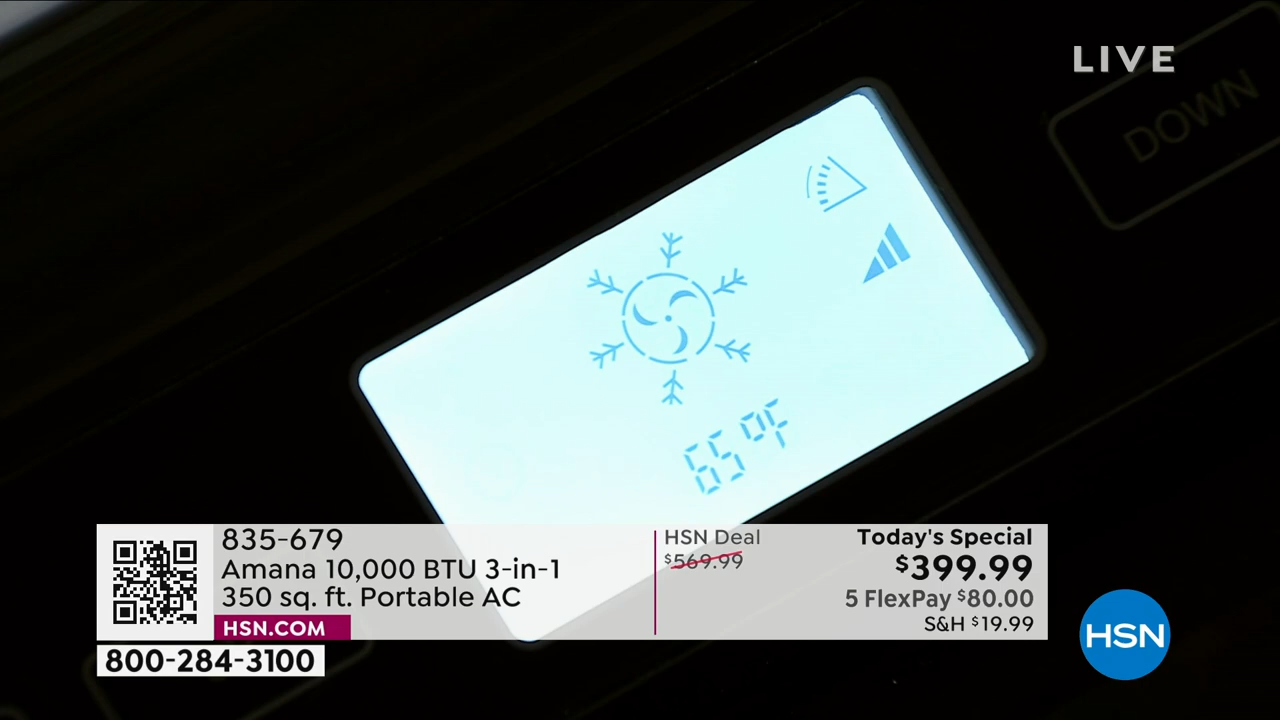 LIVE
DOWN
65°F
835-679
Amana 10,000 BTU 3-in-1
350 sq. ft. Portable AC
HSN.COM
800-284-3100
HSN Deal
$569.99
Today's Special
$399.99
5 FlexPay $80.00
S&H $19.99
HSN